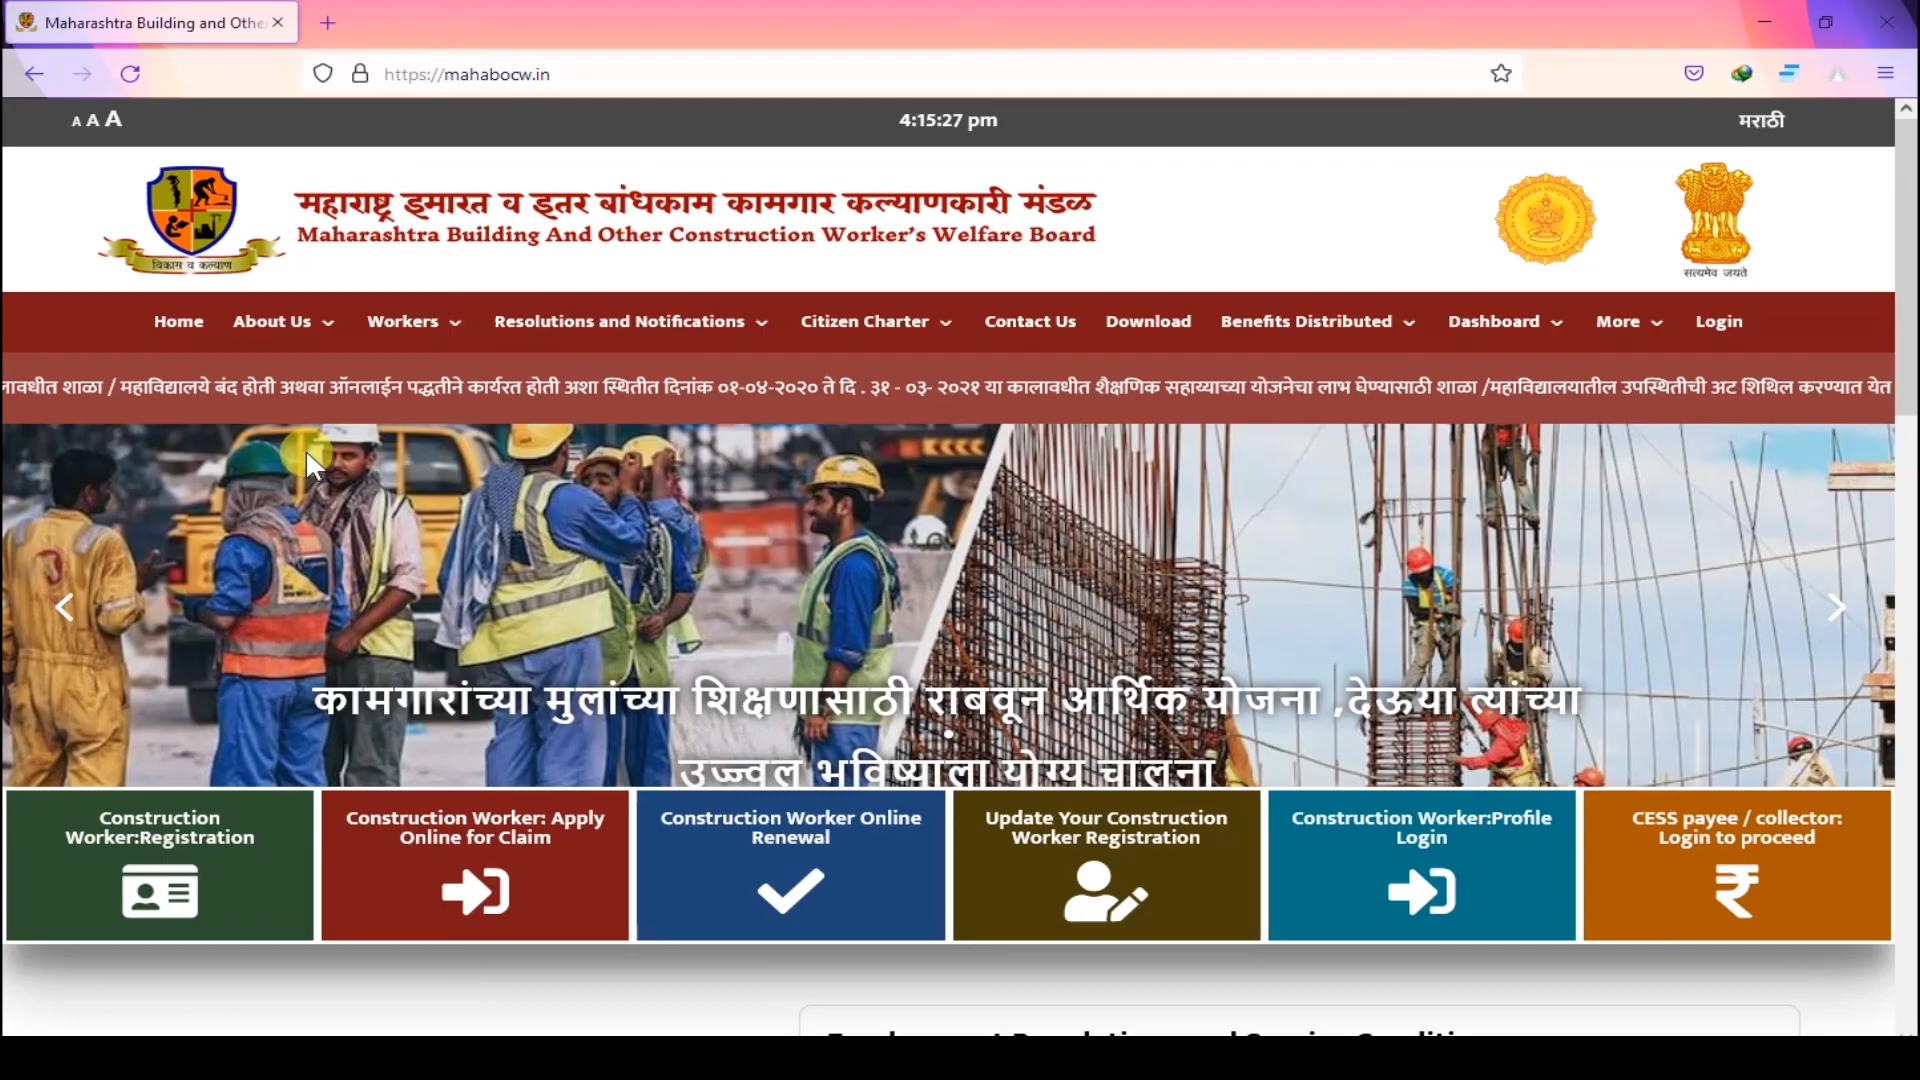 Maharashtra Building and Othe
https://mahabocw.in
A A A
4:15:27 pm
मराठी
महाराष्ट्र इमारत व इतर बांधकाम कामगार कल्याणकारी मंडळ
Maharashtra Building And Other Construction Worker's Welfare Board
विकास व कल्याण
सत्यमेव जयते
Home About Us Workers Resolutions and Notifications Citizen Charter Contact Us Download Benefits Distributed Dashboard More Login
लावधीत शाळा / महाविद्यालये बंद होती अथवा ऑनलाईन पद्धतीने कार्यरत होती अशा स्थितीत दिनांक ०१-०४-२०२० ते दि . ३१ - ०३- २०२१ या कालावधीत शैक्षणिक सहाय्याच्या योजनेचा लाभ घेण्यासाठी शाळा /महाविद्यालयातील उपस्थितीची अट शिथिल करण्यात येत
कामगारांच्या मुलांच्या शिक्षणासाठी राबवून आर्थिक योजना ,देऊया त्यांच्या
उज्ज्वल भविष्याला योग्य चालना
Construction
Worker:Registration
Construction Worker: Apply
Online for Claim
Construction Worker Online
Renewal
Update Your Construction
Worker Registration
Construction Worker:Profile
Login
CESS payee / collector:
Login to proceed